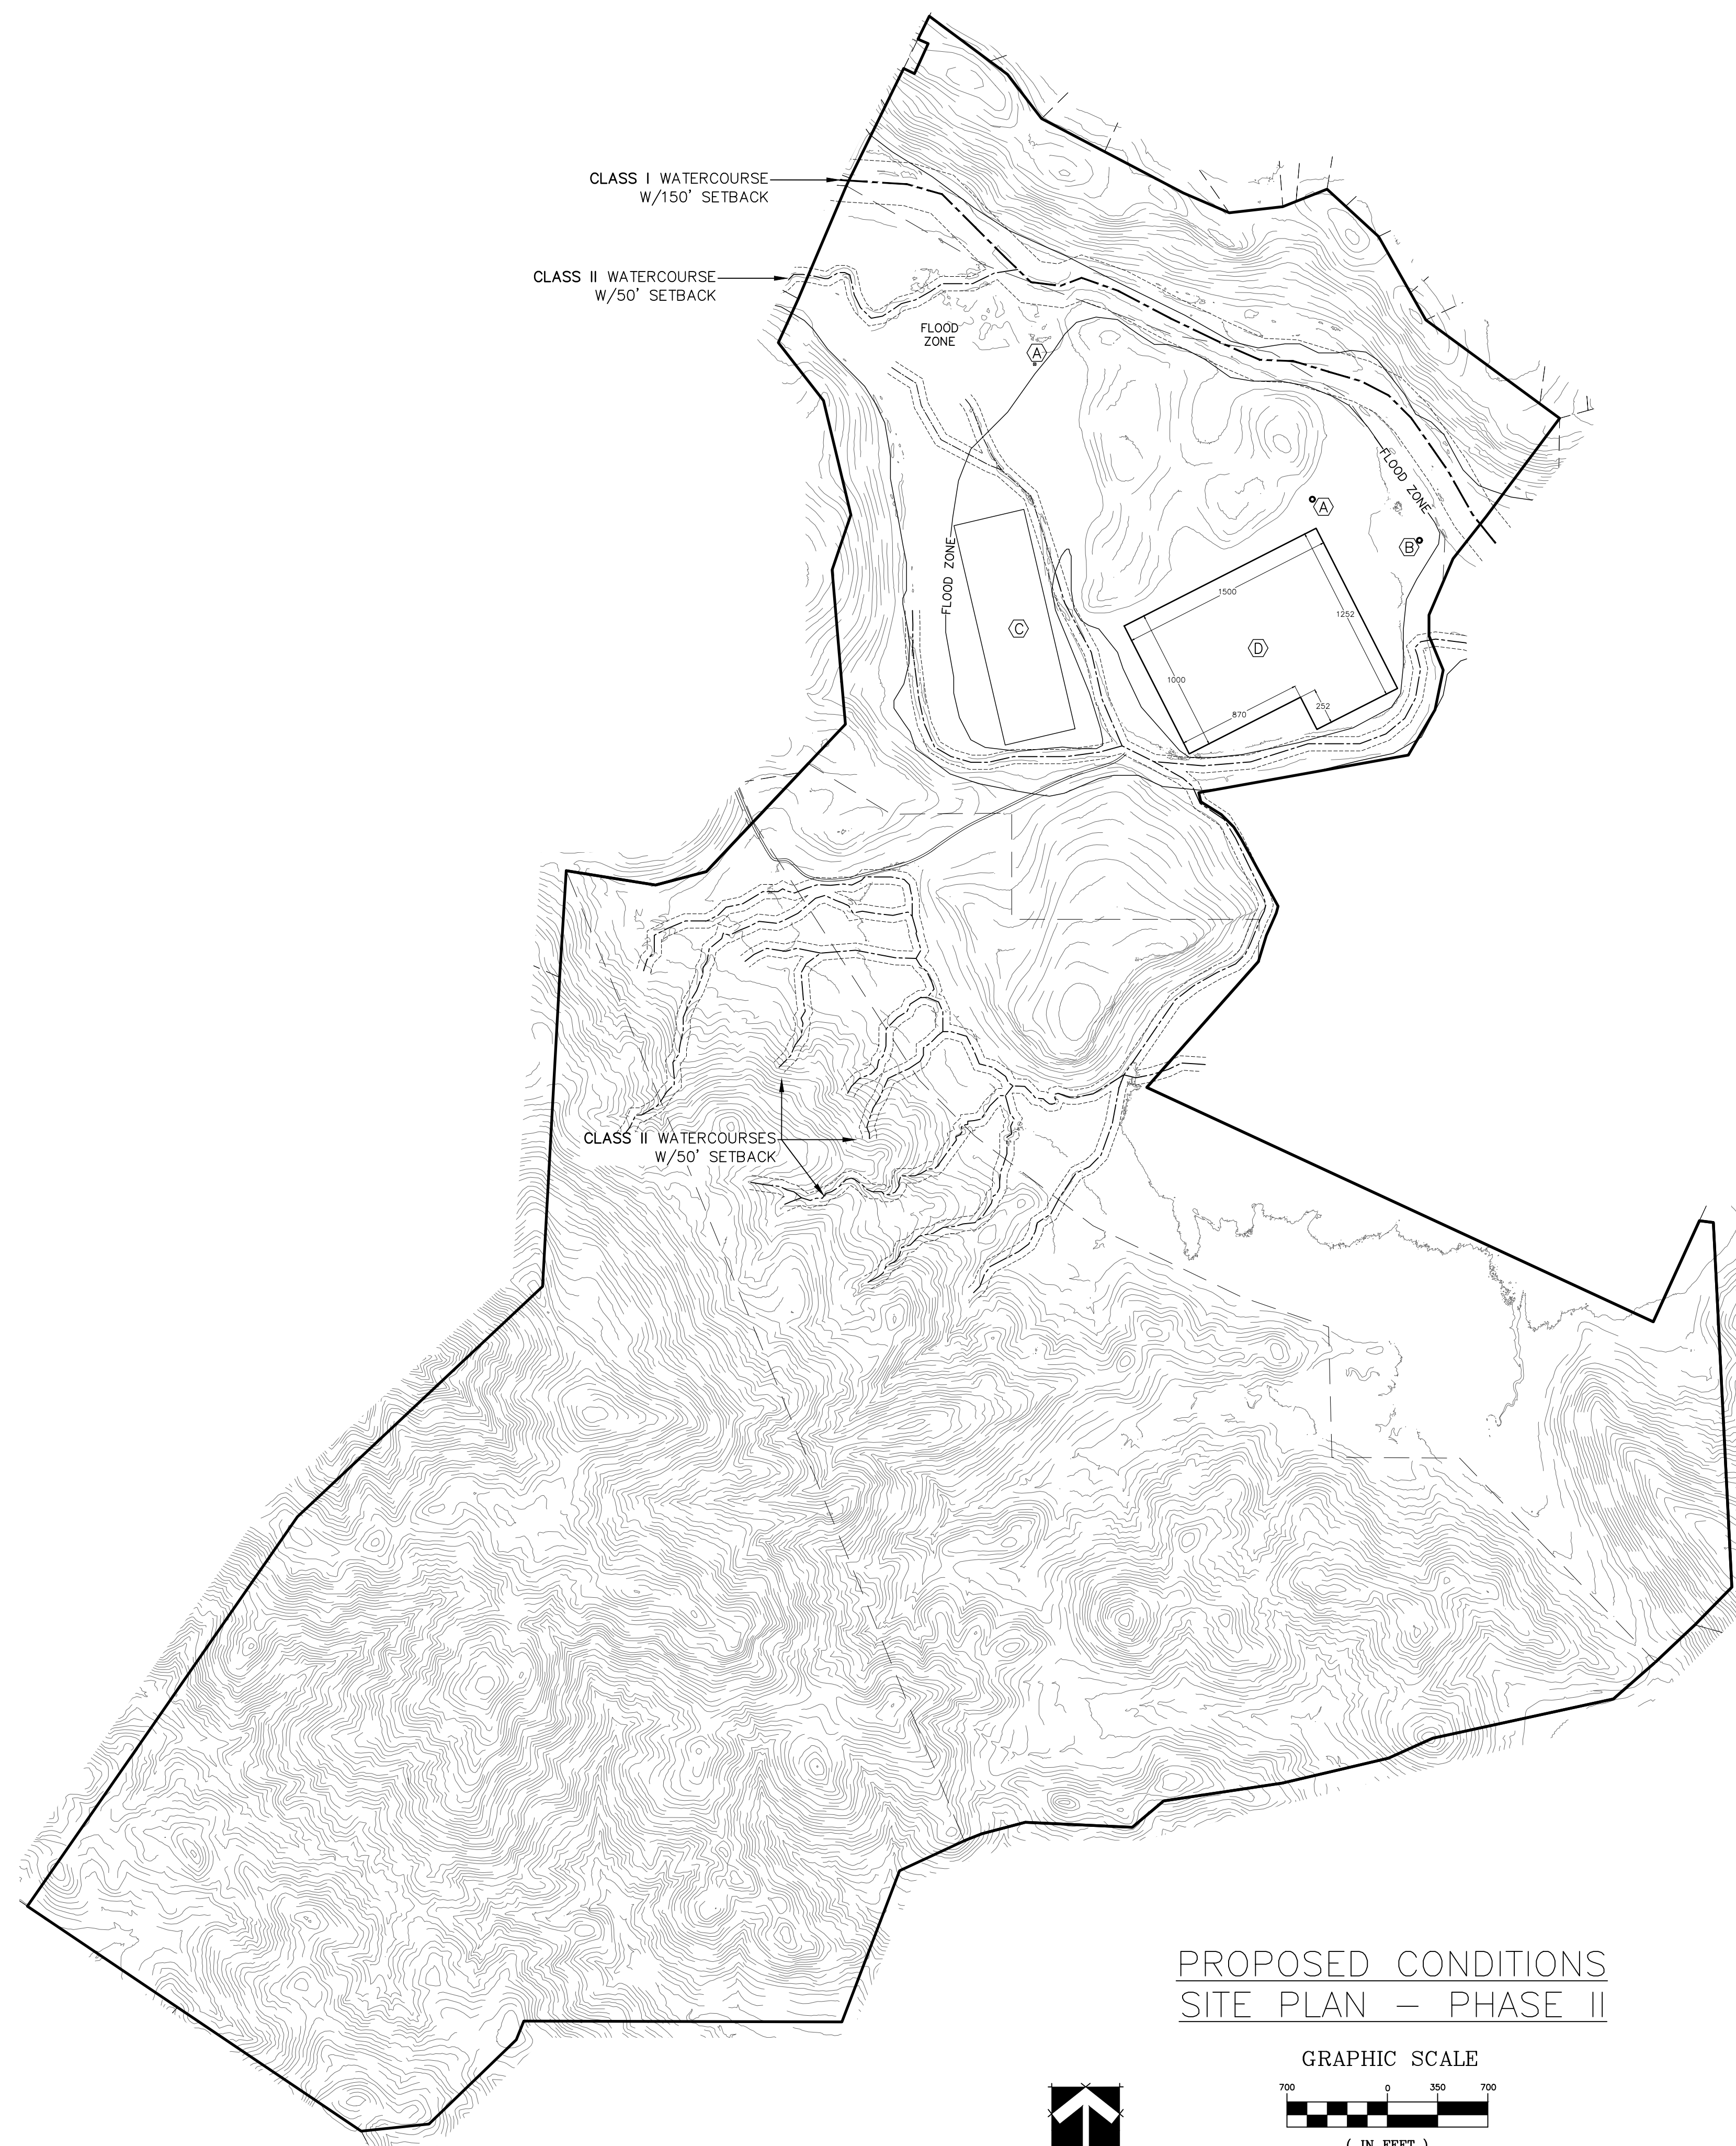 CLASS I WATERCOURSE
W/150' SETBACK
CLASS II WATERCOURSE
W/50' SETBACK
FLOOD
ZONE
A
FLOOD ZONE
A
B
FLOOD ZONE
1500
1252
C
D
1000
870
252
CLASS II WATERCOURSES
W/50' SETBACK
PROPOSED CONDITIONS
SITE PLAN – PHASE II
GRAPHIC SCALE
700 0 350 700
( IN FEET )